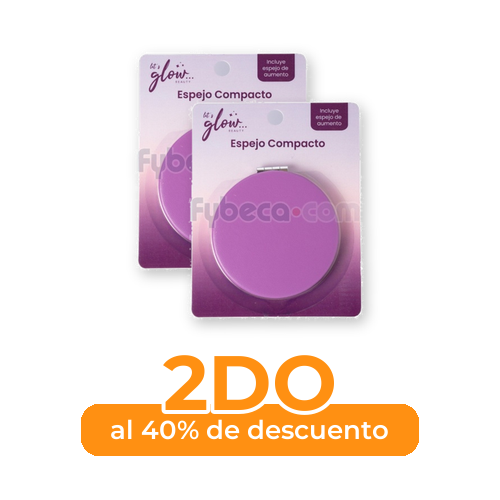 let's
glow...
BEAUTY
Incluye
espejo de
aumento
Espejo Compacto
let's
glow...
BEAUTY
Incluye
espejo de
aumento
Espejo Compacto
Fybeca
Fybeca.com
2DO
al 40% de descuento